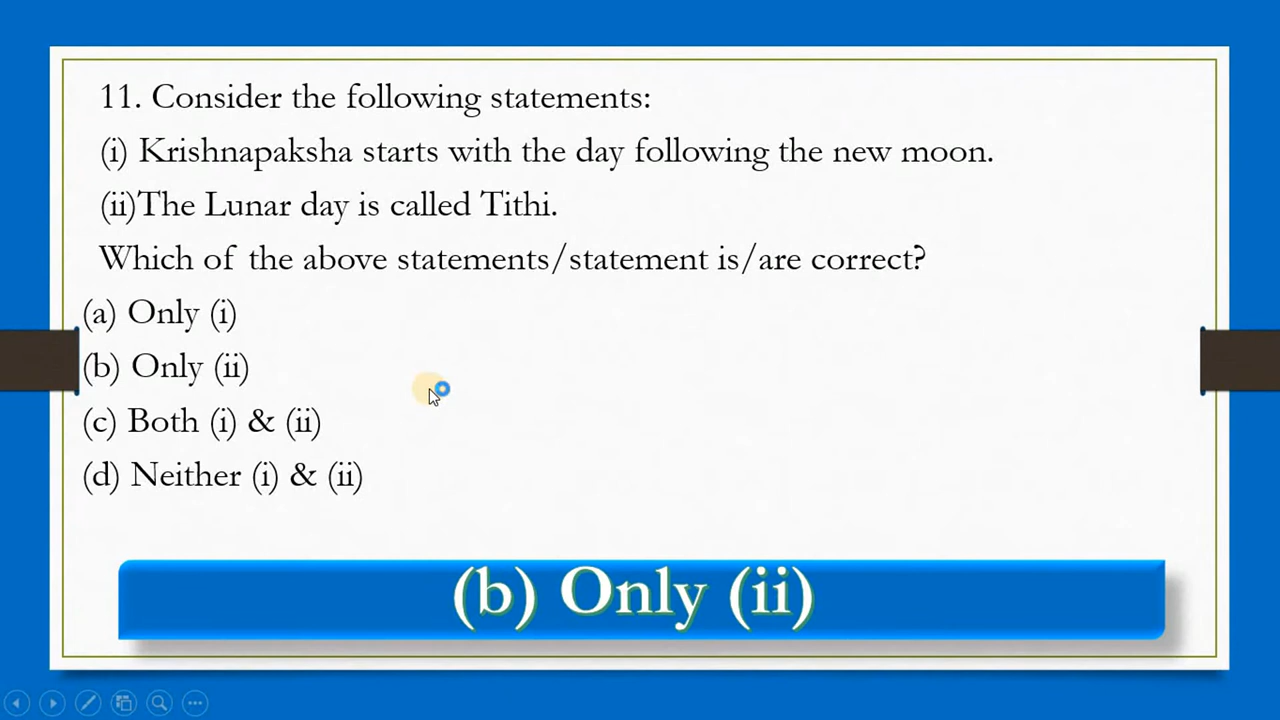 11. Consider the following statements:
(i) Krishnapaksha starts with the day following the new moon.
(ii)The Lunar day is called Tithi.
Which of the above statements/statement is/are correct?
(a) Only (i)
(b) Only (ii)
(c) Both (i) & (ii)
(d) Neither (i) & (ii)
(b) Only (ii)